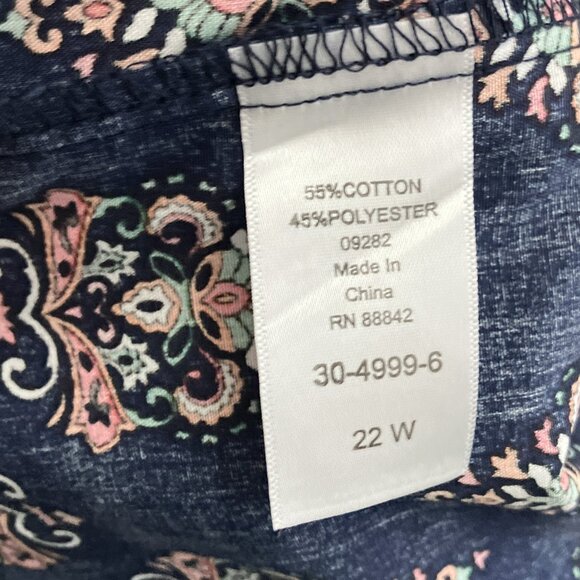 55%COTTON
45%POLYESTER
09282
Made In
China
RN 88842
30-4999-6
22 W